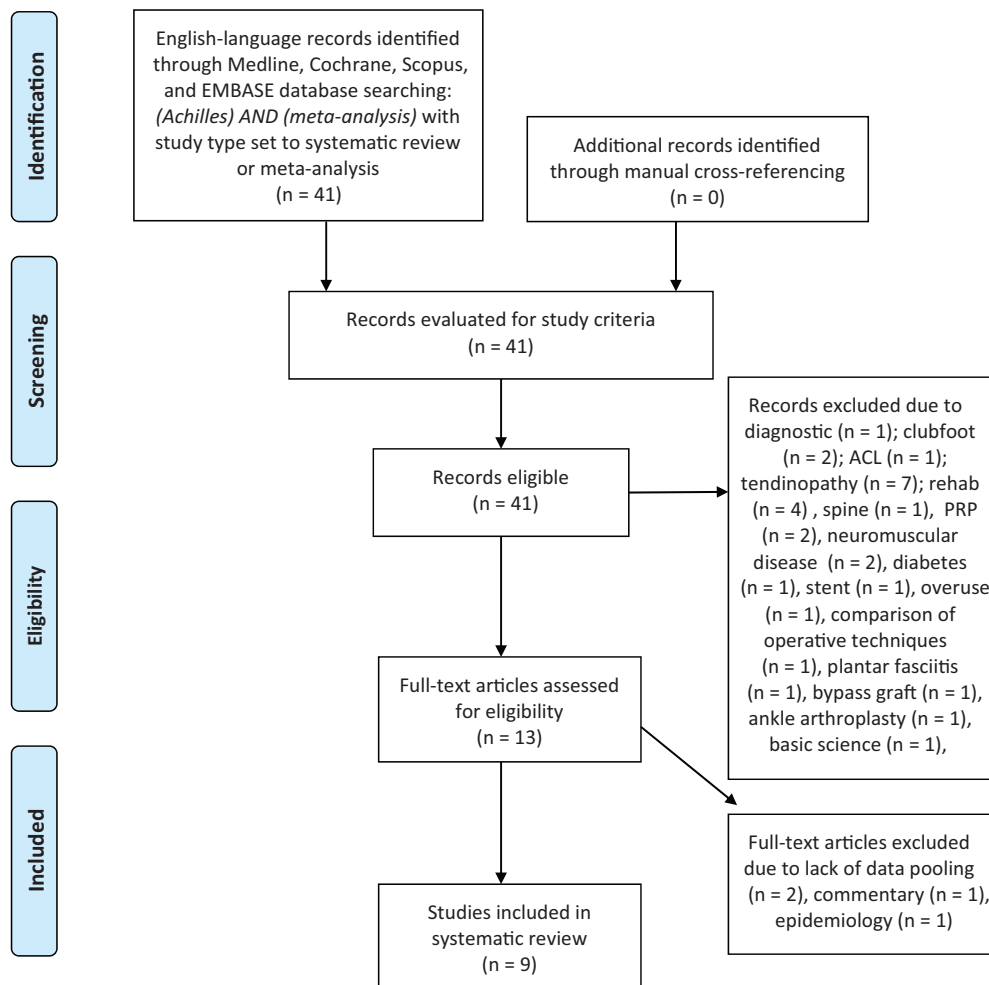 Identification
English-language records identified
through Medline, Cochrane, Scopus,
and EMBASE database searching:
(Achilles) AND (meta-analysis) with
study type set to systematic review
or meta-analysis
(n = 41)
Additional records identified
through manual cross-referencing
(n = 0)
Screening
Records evaluated for study criteria
(n = 41)
Records eligible
(n = 41)
Records excluded due to
diagnostic (n = 1); clubfoot
(n = 2); ACL (n = 1);
tendinopathy (n = 7); rehab
(n = 4) , spine (n = 1), PRP
(n = 2), neuromuscular
disease (n = 2), diabetes
(n = 1), stent (n = 1), overuse
(n = 1), comparison of
operative techniques
(n = 1), plantar fasciitis
(n = 1), bypass graft (n = 1),
ankle arthroplasty (n = 1),
basic science (n = 1),
Eligibility
Full-text articles assessed
for eligibility
(n = 13)
Full-text articles excluded
due to lack of data pooling
(n = 2), commentary (n = 1),
epidemiology (n = 1)
Included
Studies included in
systematic review
(n = 9)